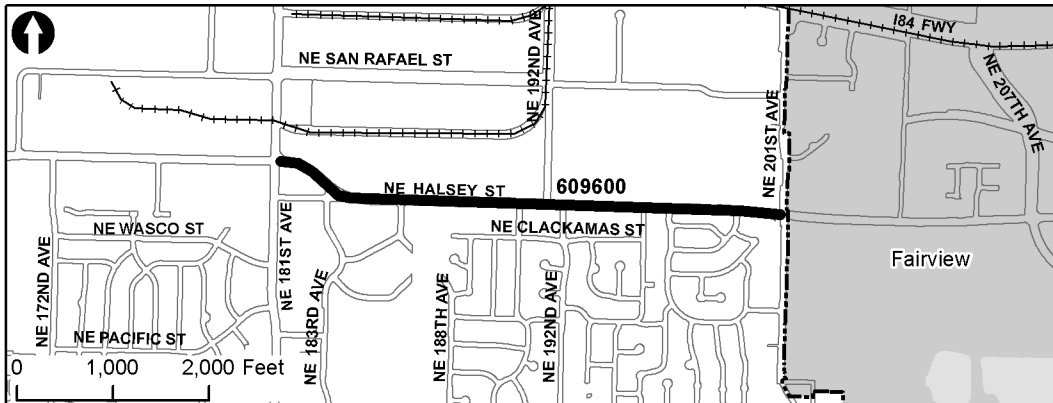 I84 FWY
NE SAN RAFAEL ST
NE 192ND AVE
NE 207TH AVE
NE 201ST AVE
NE HALSEY ST
609600
NE WASCO ST
NE CLACKAMAS ST
NE 181ST AVE
Fairview
NE 172ND AVE
NE 183RD AVE
NE 188TH AVE
NE 192ND AVE
NE PACIFIC ST
0 1,000 2,000 Feet